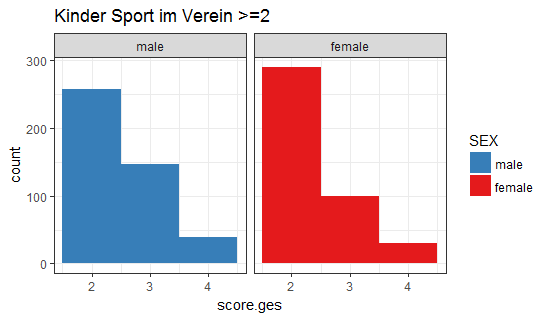 Kinder Sport im Verein >=2
male female
300
200
100
0
count
2 3 4 2 3 4
score.ges
SEX
male
female